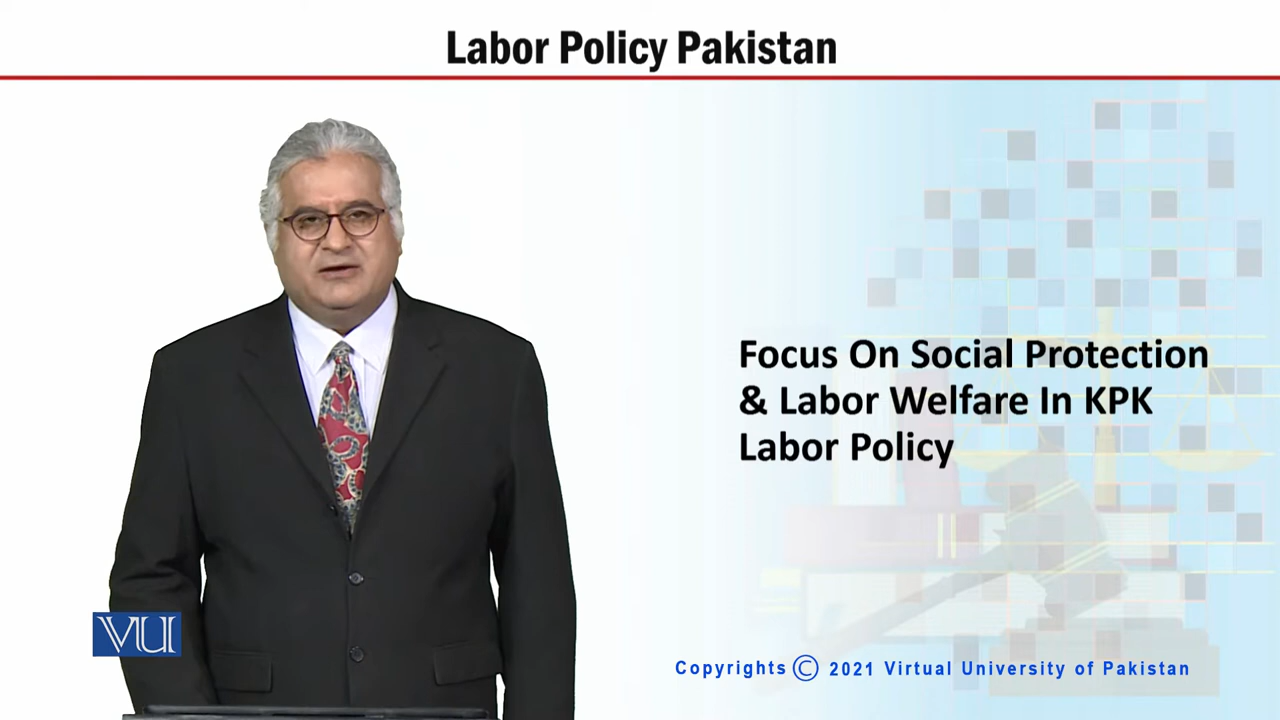 Labor Policy Pakistan
Focus On Social Protection
& Labor Welfare In KPK
Labor Policy
VU
Copyrights © 2021 Virtual University of Pakistan